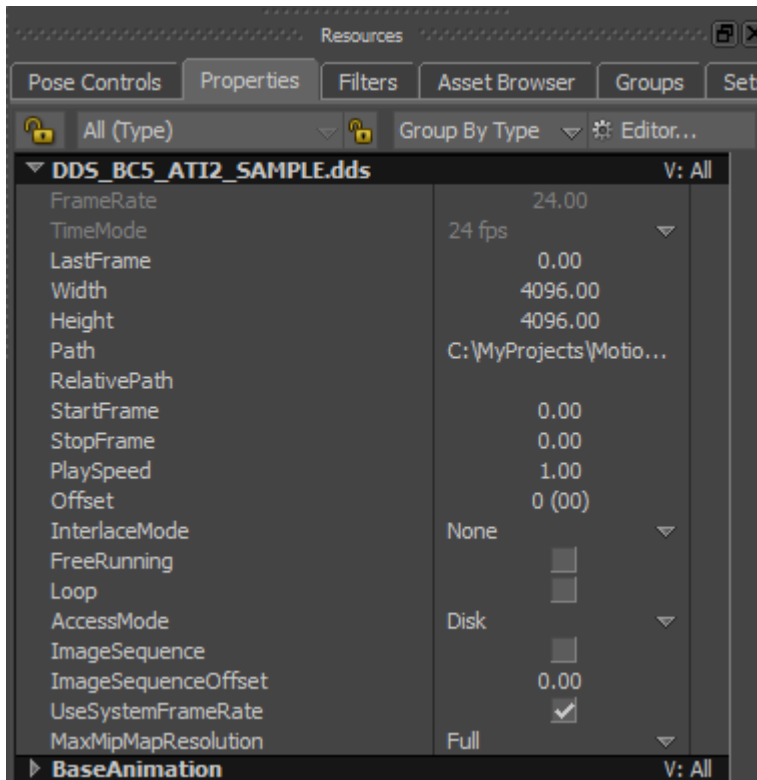 Resources
Pose Controls Properties Filters Asset Browser Groups Set
All (Type) Group By Type Editor...
DDS_BC5_ATI2_SAMPLE.dds V: All
FrameRate 24.00
TimeMode 24 fps
LastFrame 0.00
Width 4096.00
Height 4096.00
Path C:\MyProjects\Motio...
RelativePath
StartFrame 0.00
StopFrame 0.00
PlaySpeed 1.00
Offset 0 (00)
InterlaceMode None
FreeRunning
Loop
AccessMode Disk
ImageSequence
ImageSequenceOffset 0.00
UseSystemFrameRate
MaxMipMapResolution Full
BaseAnimation V: All